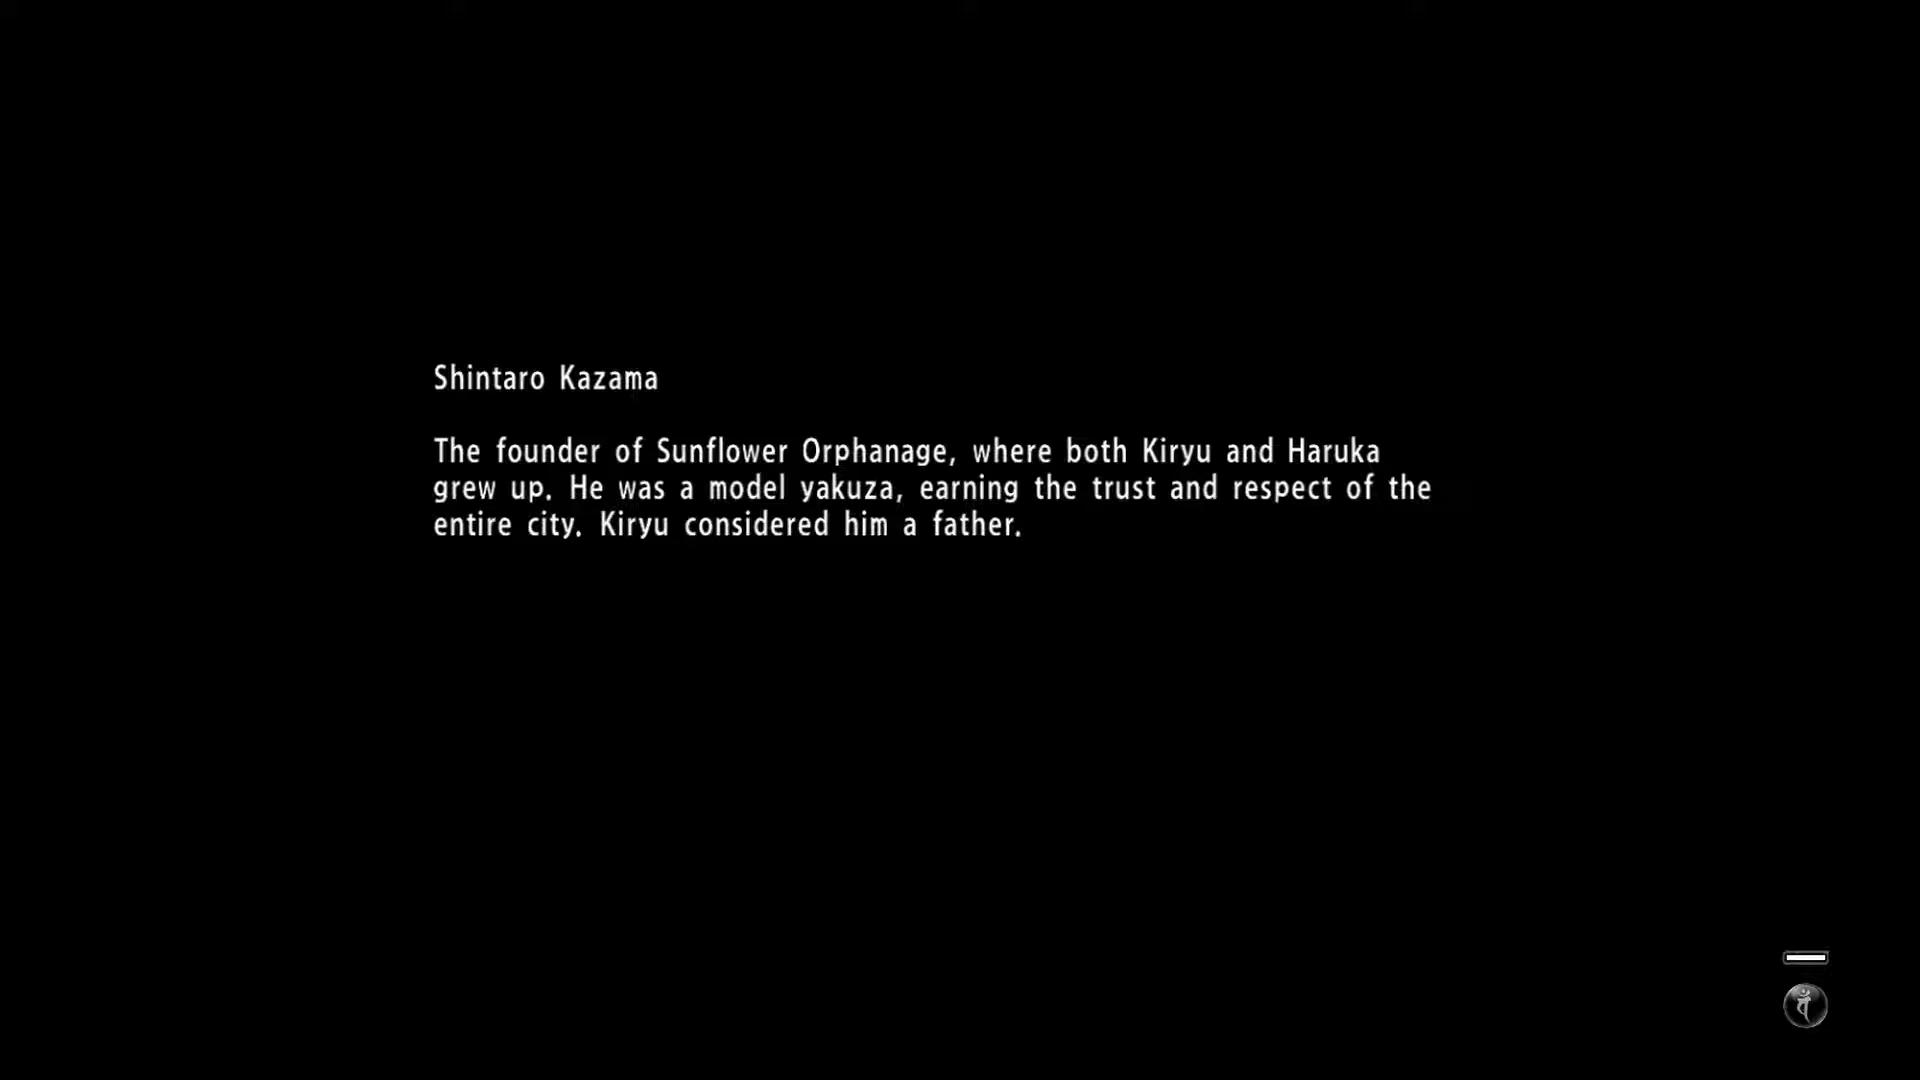 Shintaro Kazama
The founder of Sunflower Orphanage, where both Kiryu and Haruka
grew up. He was a model yakuza, earning the trust and respect of the
entire city. Kiryu considered him a father.